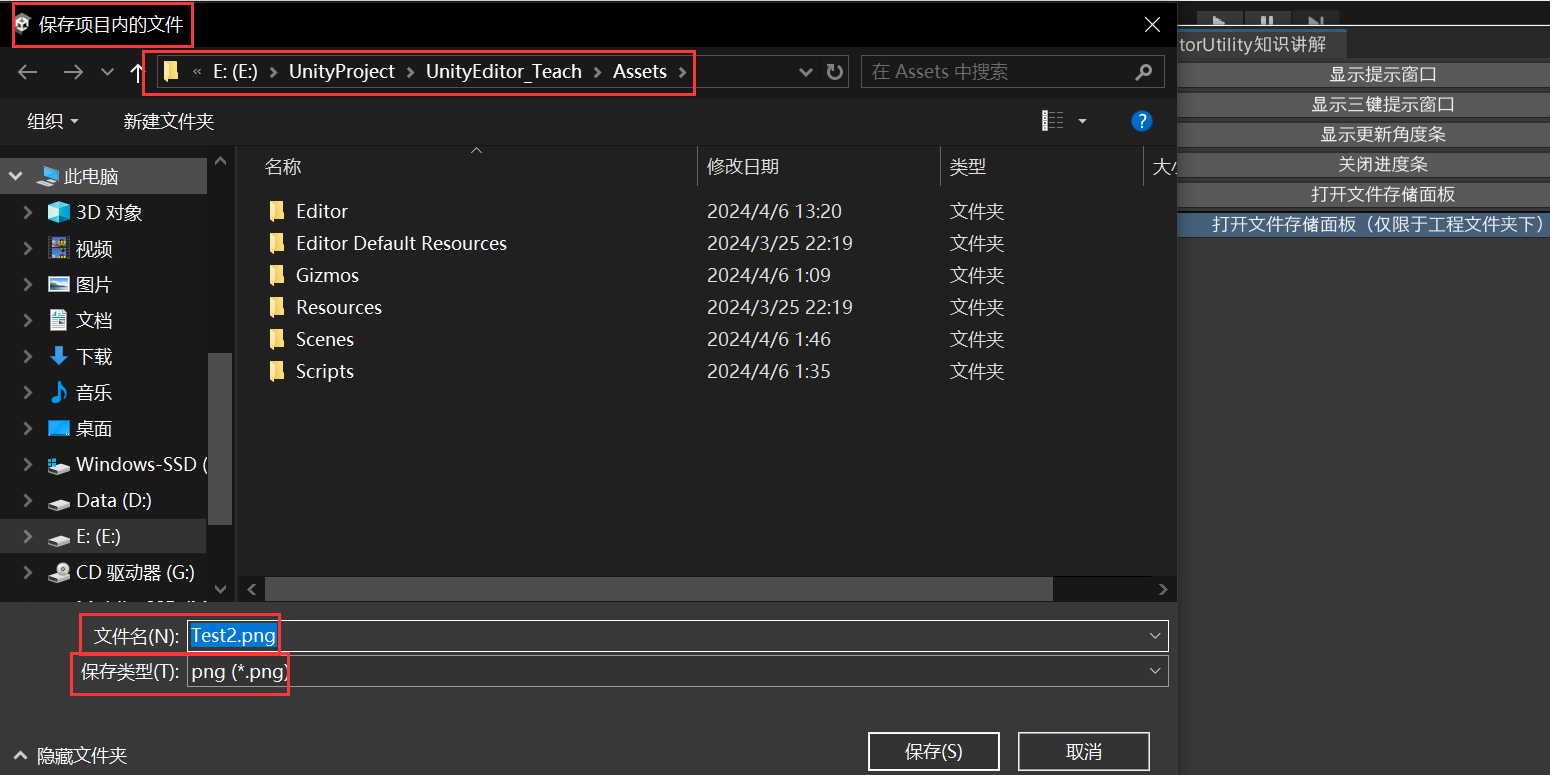 保存项目内的文件
« E: (E:) › UnityProject › UnityEditor_Teach › Assets ›
在 Assets 中搜索
组织
新建文件夹
此电脑
3D 对象
视频
图片
文档
下载
音乐
桌面
Windows-SSD (
Data (D:)
E: (E:)
CD 驱动器 (G:)
名称 修改日期 类型 大小
Editor 2024/4/6 13:20 文件夹
Editor Default Resources 2024/3/25 22:19 文件夹
Gizmos 2024/4/6 1:09 文件夹
Resources 2024/3/25 22:19 文件夹
Scenes 2024/4/6 1:46 文件夹
Scripts 2024/4/6 1:35 文件夹
文件名(N): Test2.png
保存类型(T): png (*.png)
隐藏文件夹
保存(S)
取消
torUtility知识讲解
显示提示窗口
显示三键提示窗口
显示更新角度条
关闭进度条
打开文件存储面板
打开文件存储面板（仅限于工程文件夹下）